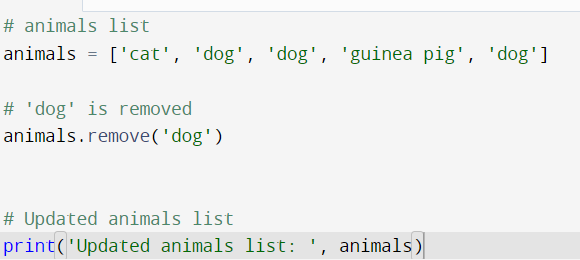 # animals list
animals = ['cat', 'dog', 'dog', 'guinea pig', 'dog']
# 'dog' is removed
animals.remove('dog')
# Updated animals list
print('Updated animals list: ', animals)